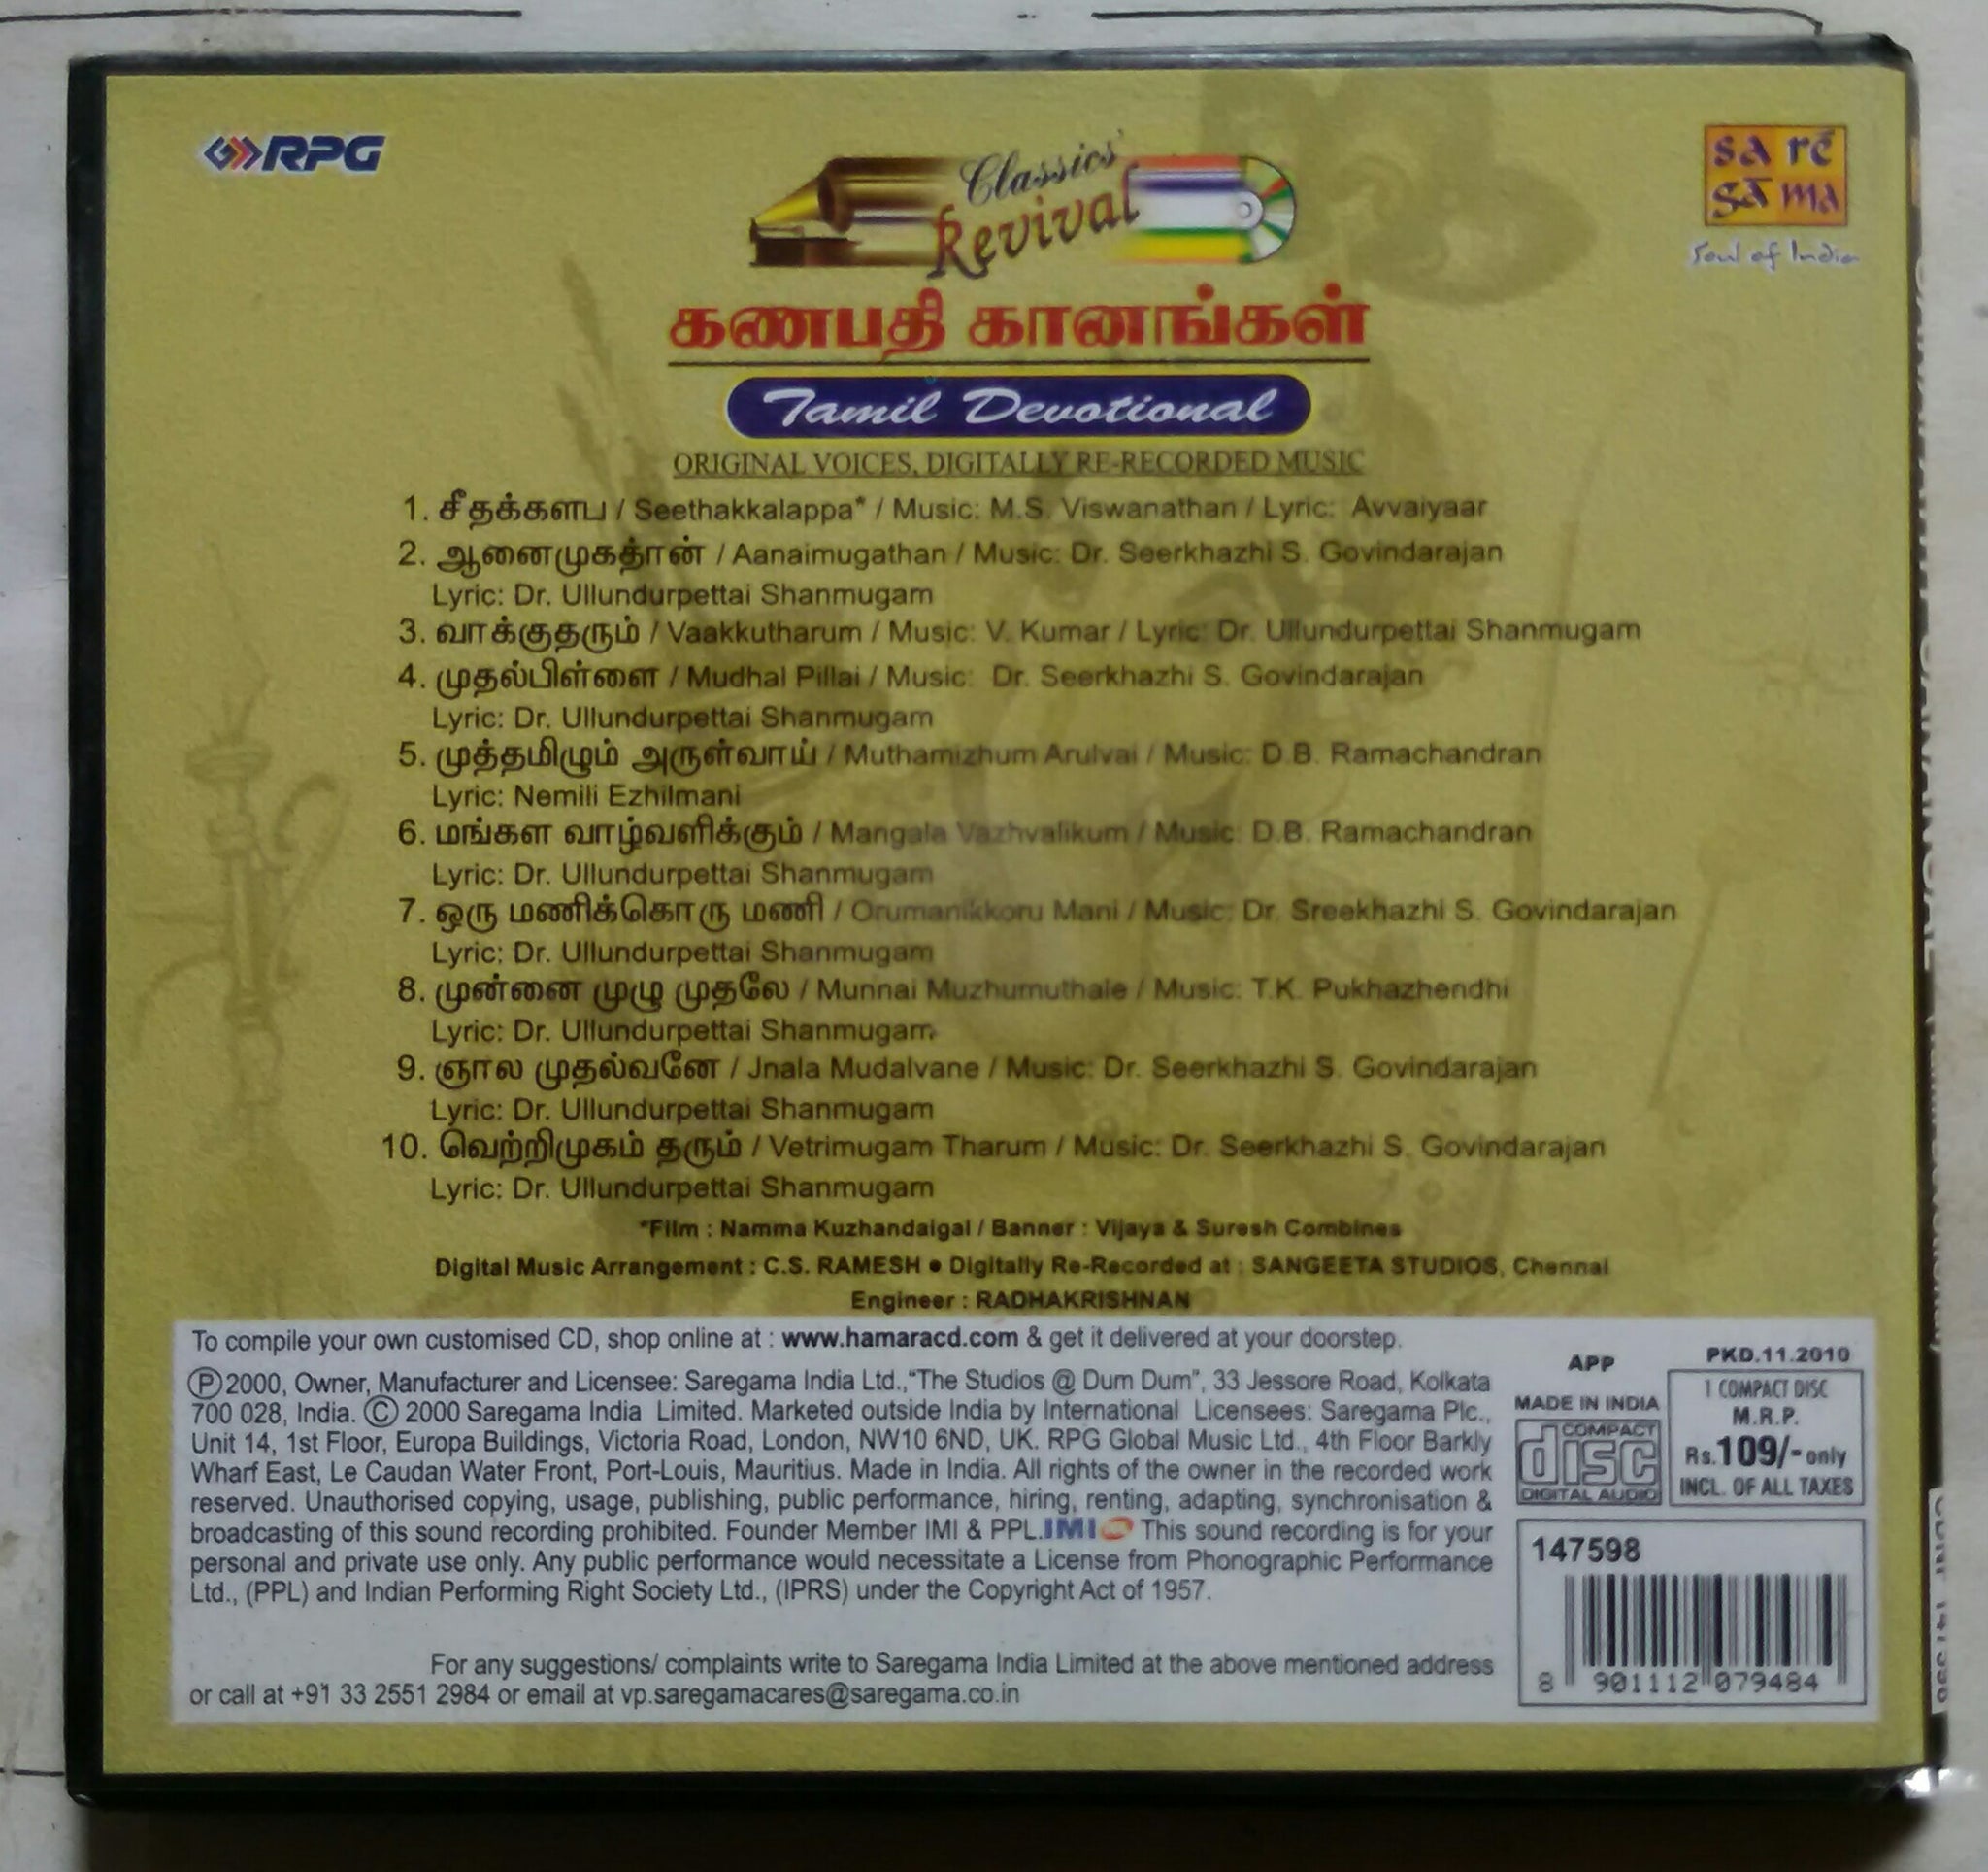 RPG
Classics' Revival
sa rē
gā ma
Soul of India
கணபதி கானங்கள்
Tamil Devotional
ORIGINAL VOICES, DIGITALLY RE-RECORDED MUSIC
1. சீதக்களப / Seethakkalappa* / Music: M.S. Viswanathan / Lyric: Avvaiyaar
2. ஆனைமுகத்ான் / Aanaimugathan / Music: Dr. Seerkhazhi S. Govindarajan
Lyric: Dr. Ullundurpettai Shanmugam
3. வாக்குதரும் / Vaakkutharum / Music: V. Kumar / Lyric: Dr. Ullundurpettai Shanmugam
4. முதல்பிள்ளை / Mudhal Pillai / Music: Dr. Seerkhazhi S. Govindarajan
Lyric: Dr. Ullundurpettai Shanmugam
5. முத்தமிழும் அருள்வாய் / Muthamizhum Arulvai / Music: D.B. Ramachandran
Lyric: Nemili Ezhilmani
6. மங்கள வாழ்வளிக்கும் / Mangala Vazhvalikum / Music: D.B. Ramachandran
Lyric: Dr. Ullundurpettai Shanmugam
7. ஒரு மணிக்கொரு மணி / Orumanikkoru Mani / Music: Dr. Sreekhazhi S. Govindarajan
Lyric: Dr. Ullundurpettai Shanmugam
8. முன்னை முழு முதலே / Munnai Muzhumuthale / Music: T.K. Pukhazhendhi
Lyric: Dr. Ullundurpettai Shanmugam
9. ஞால முதல்வனே / Jnala Mudalvane / Music: Dr. Seerkhazhi S. Govindarajan
Lyric: Dr. Ullundurpettai Shanmugam
10. வெற்றிமுகம் தரும் / Vetrimugam Tharum / Music: Dr. Seerkhazhi S. Govindarajan
Lyric: Dr. Ullundurpettai Shanmugam
*Film : Namma Kuzhandaigal / Banner : Vijaya & Suresh Combines
Digital Music Arrangement : C.S. RAMESH ● Digitally Re-Recorded at : SANGEETA STUDIOS, Chennai
Engineer : RADHAKRISHNAN
To compile your own customised CD, shop online at : www.hamaracd.com & get it delivered at your doorstep.
Ⓟ2000, Owner, Manufacturer and Licensee: Saregama India Ltd.,"The Studios @ Dum Dum", 33 Jessore Road, Kolkata
700 028, India. © 2000 Saregama India Limited. Marketed outside India by International Licensees: Saregama Plc.,
Unit 14, 1st Floor, Europa Buildings, Victoria Road, London, NW10 6ND, UK. RPG Global Music Ltd., 4th Floor Barkly
Wharf East, Le Caudan Water Front, Port-Louis, Mauritius. Made in India. All rights of the owner in the recorded work
reserved. Unauthorised copying, usage, publishing, public performance, hiring, renting, adapting, synchronisation &
broadcasting of this sound recording prohibited. Founder Member IMI & PPL.IMI This sound recording is for your
personal and private use only. Any public performance would necessitate a License from Phonographic Performance
Ltd., (PPL) and Indian Performing Right Society Ltd., (IPRS) under the Copyright Act of 1957.
For any suggestions/ complaints write to Saregama India Limited at the above mentioned address
or call at +91 33 2551 2984 or email at vp.saregamacares@saregama.co.in
APP
MADE IN INDIA
COMPACT
disc
DIGITAL AUDIO
PKD.11.2010
1 COMPACT DISC
M.R.P.
Rs.109/- only
INCL. OF ALL TAXES
147598
8 901112 079484